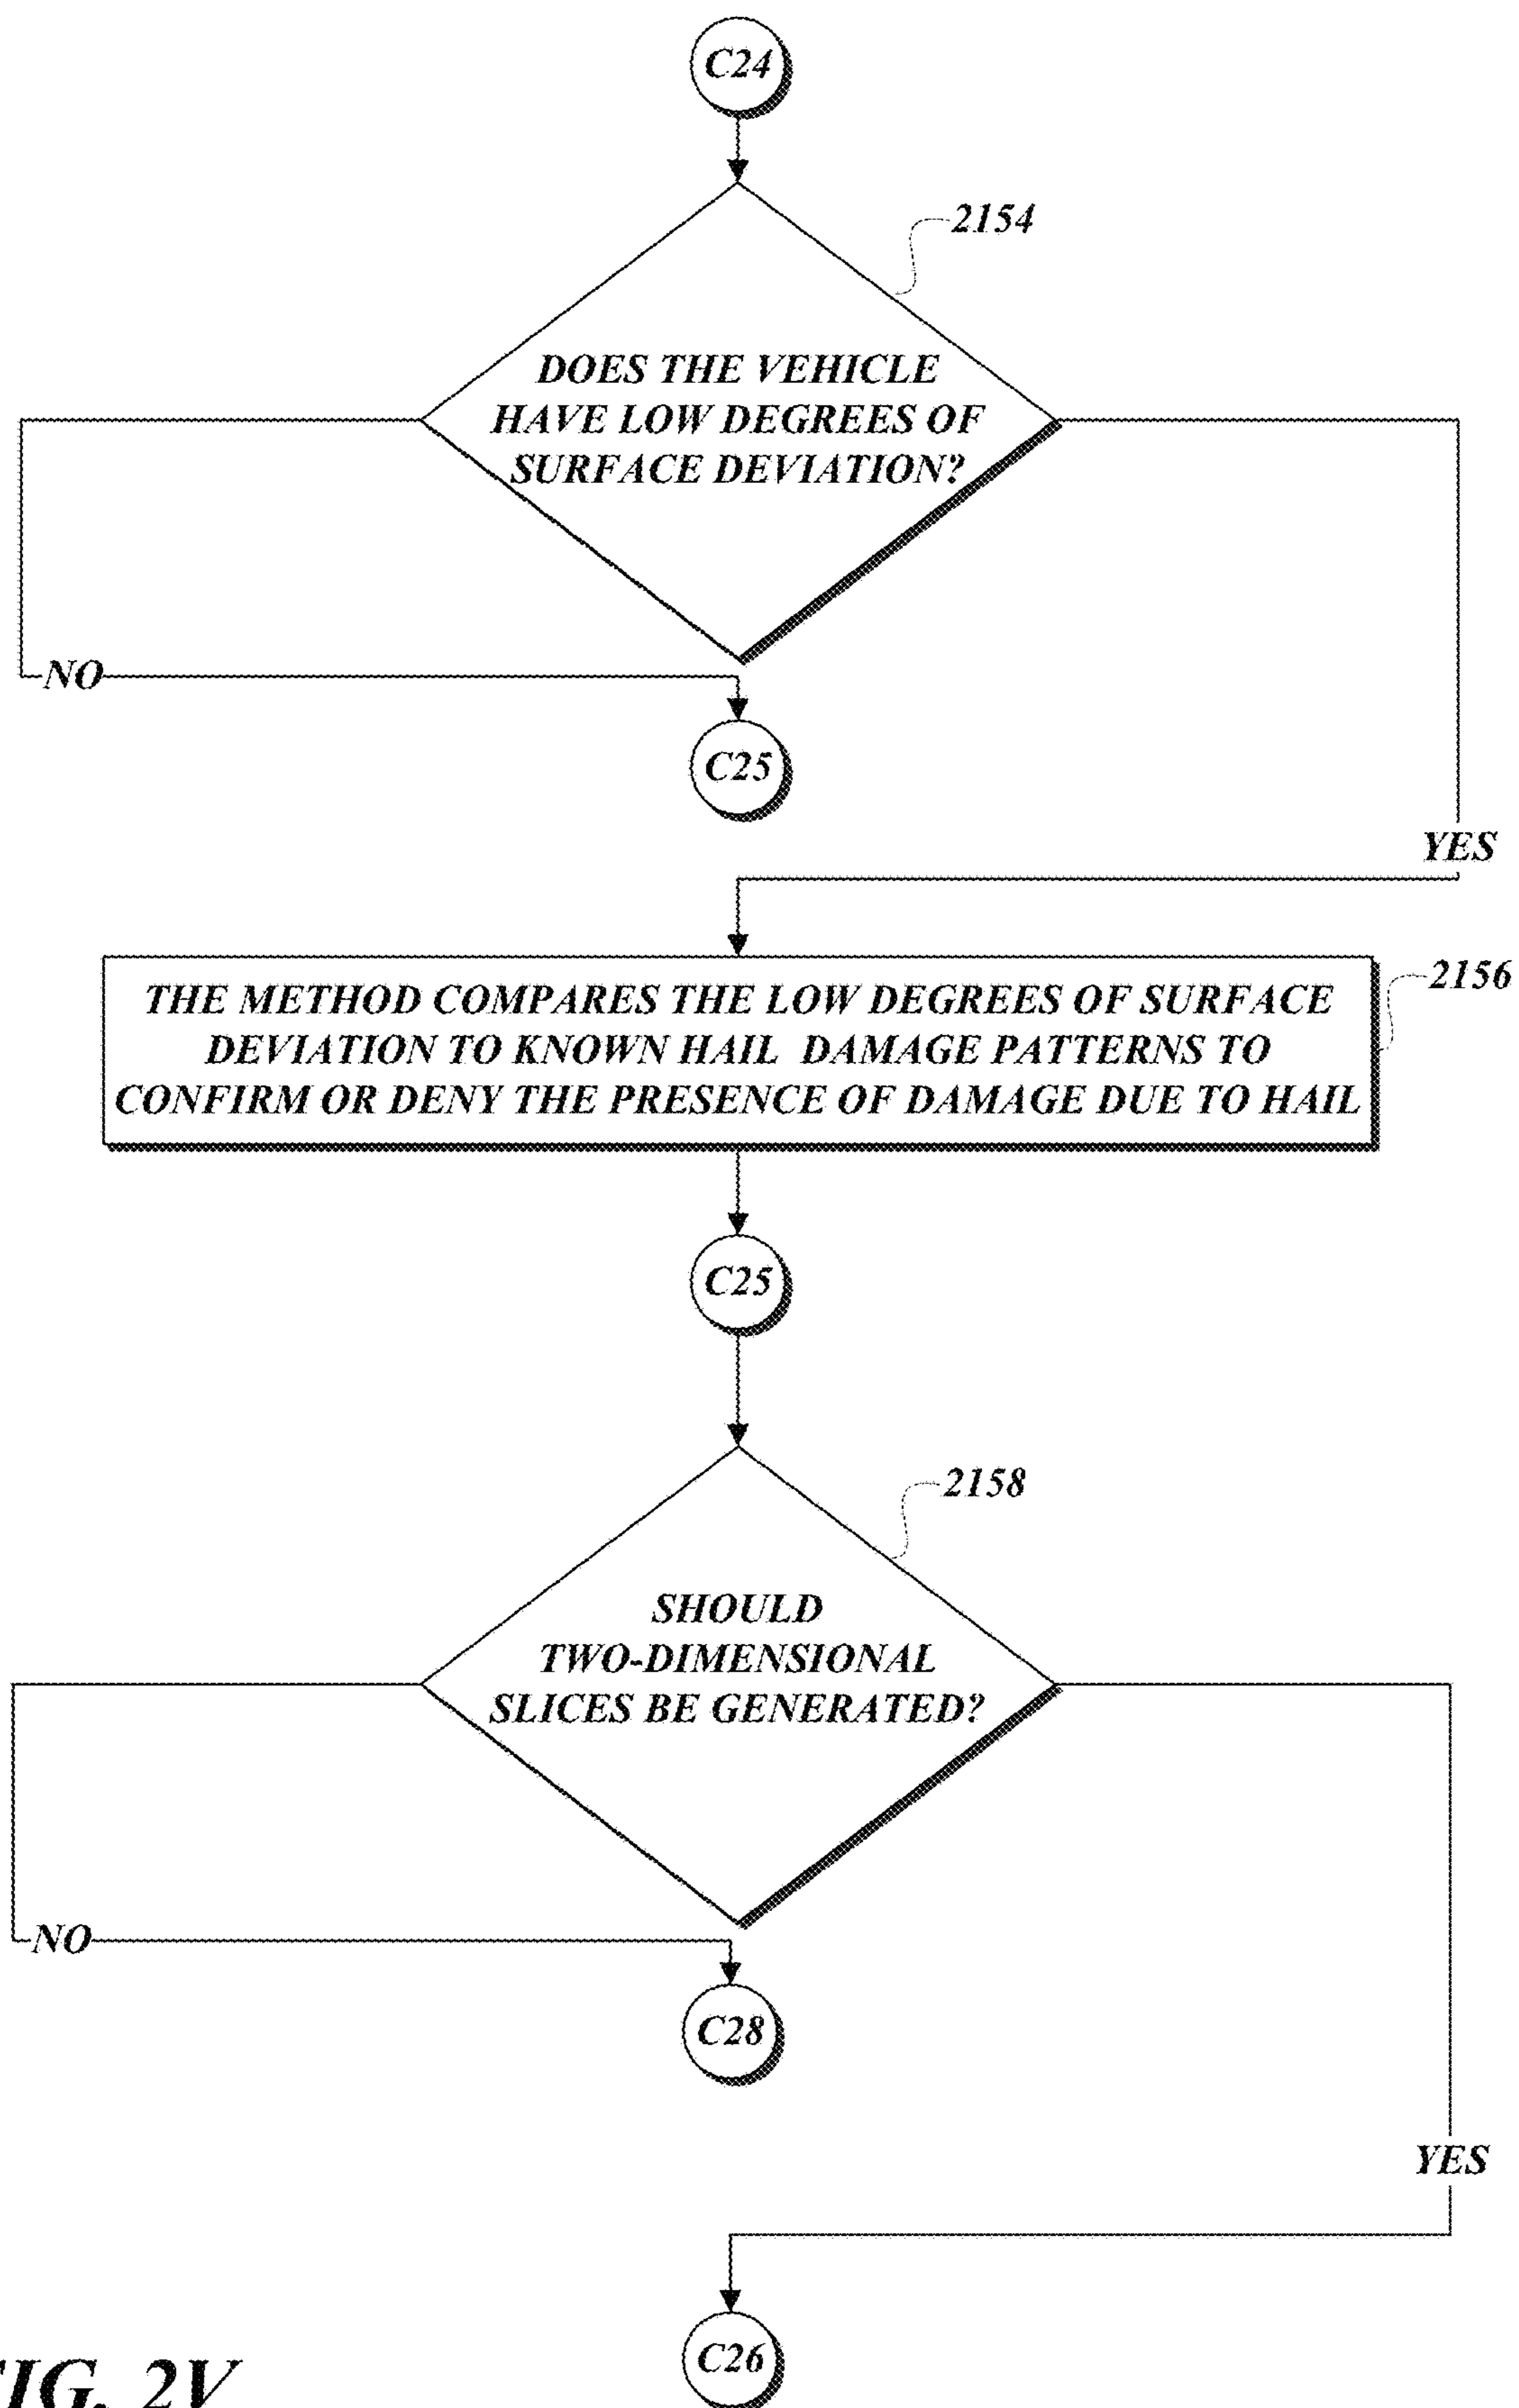 C24
2154
DOES THE VEHICLE
HAVE LOW DEGREES OF
SURFACE DEVIATION?
NO
C25
YES
2156
THE METHOD COMPARES THE LOW DEGREES OF SURFACE
DEVIATION TO KNOWN HAIL DAMAGE PATTERNS TO
CONFIRM OR DENY THE PRESENCE OF DAMAGE DUE TO HAIL
C25
2158
SHOULD
TWO-DIMENSIONAL
SLICES BE GENERATED?
NO
C28
YES
C26
FIG. 2V